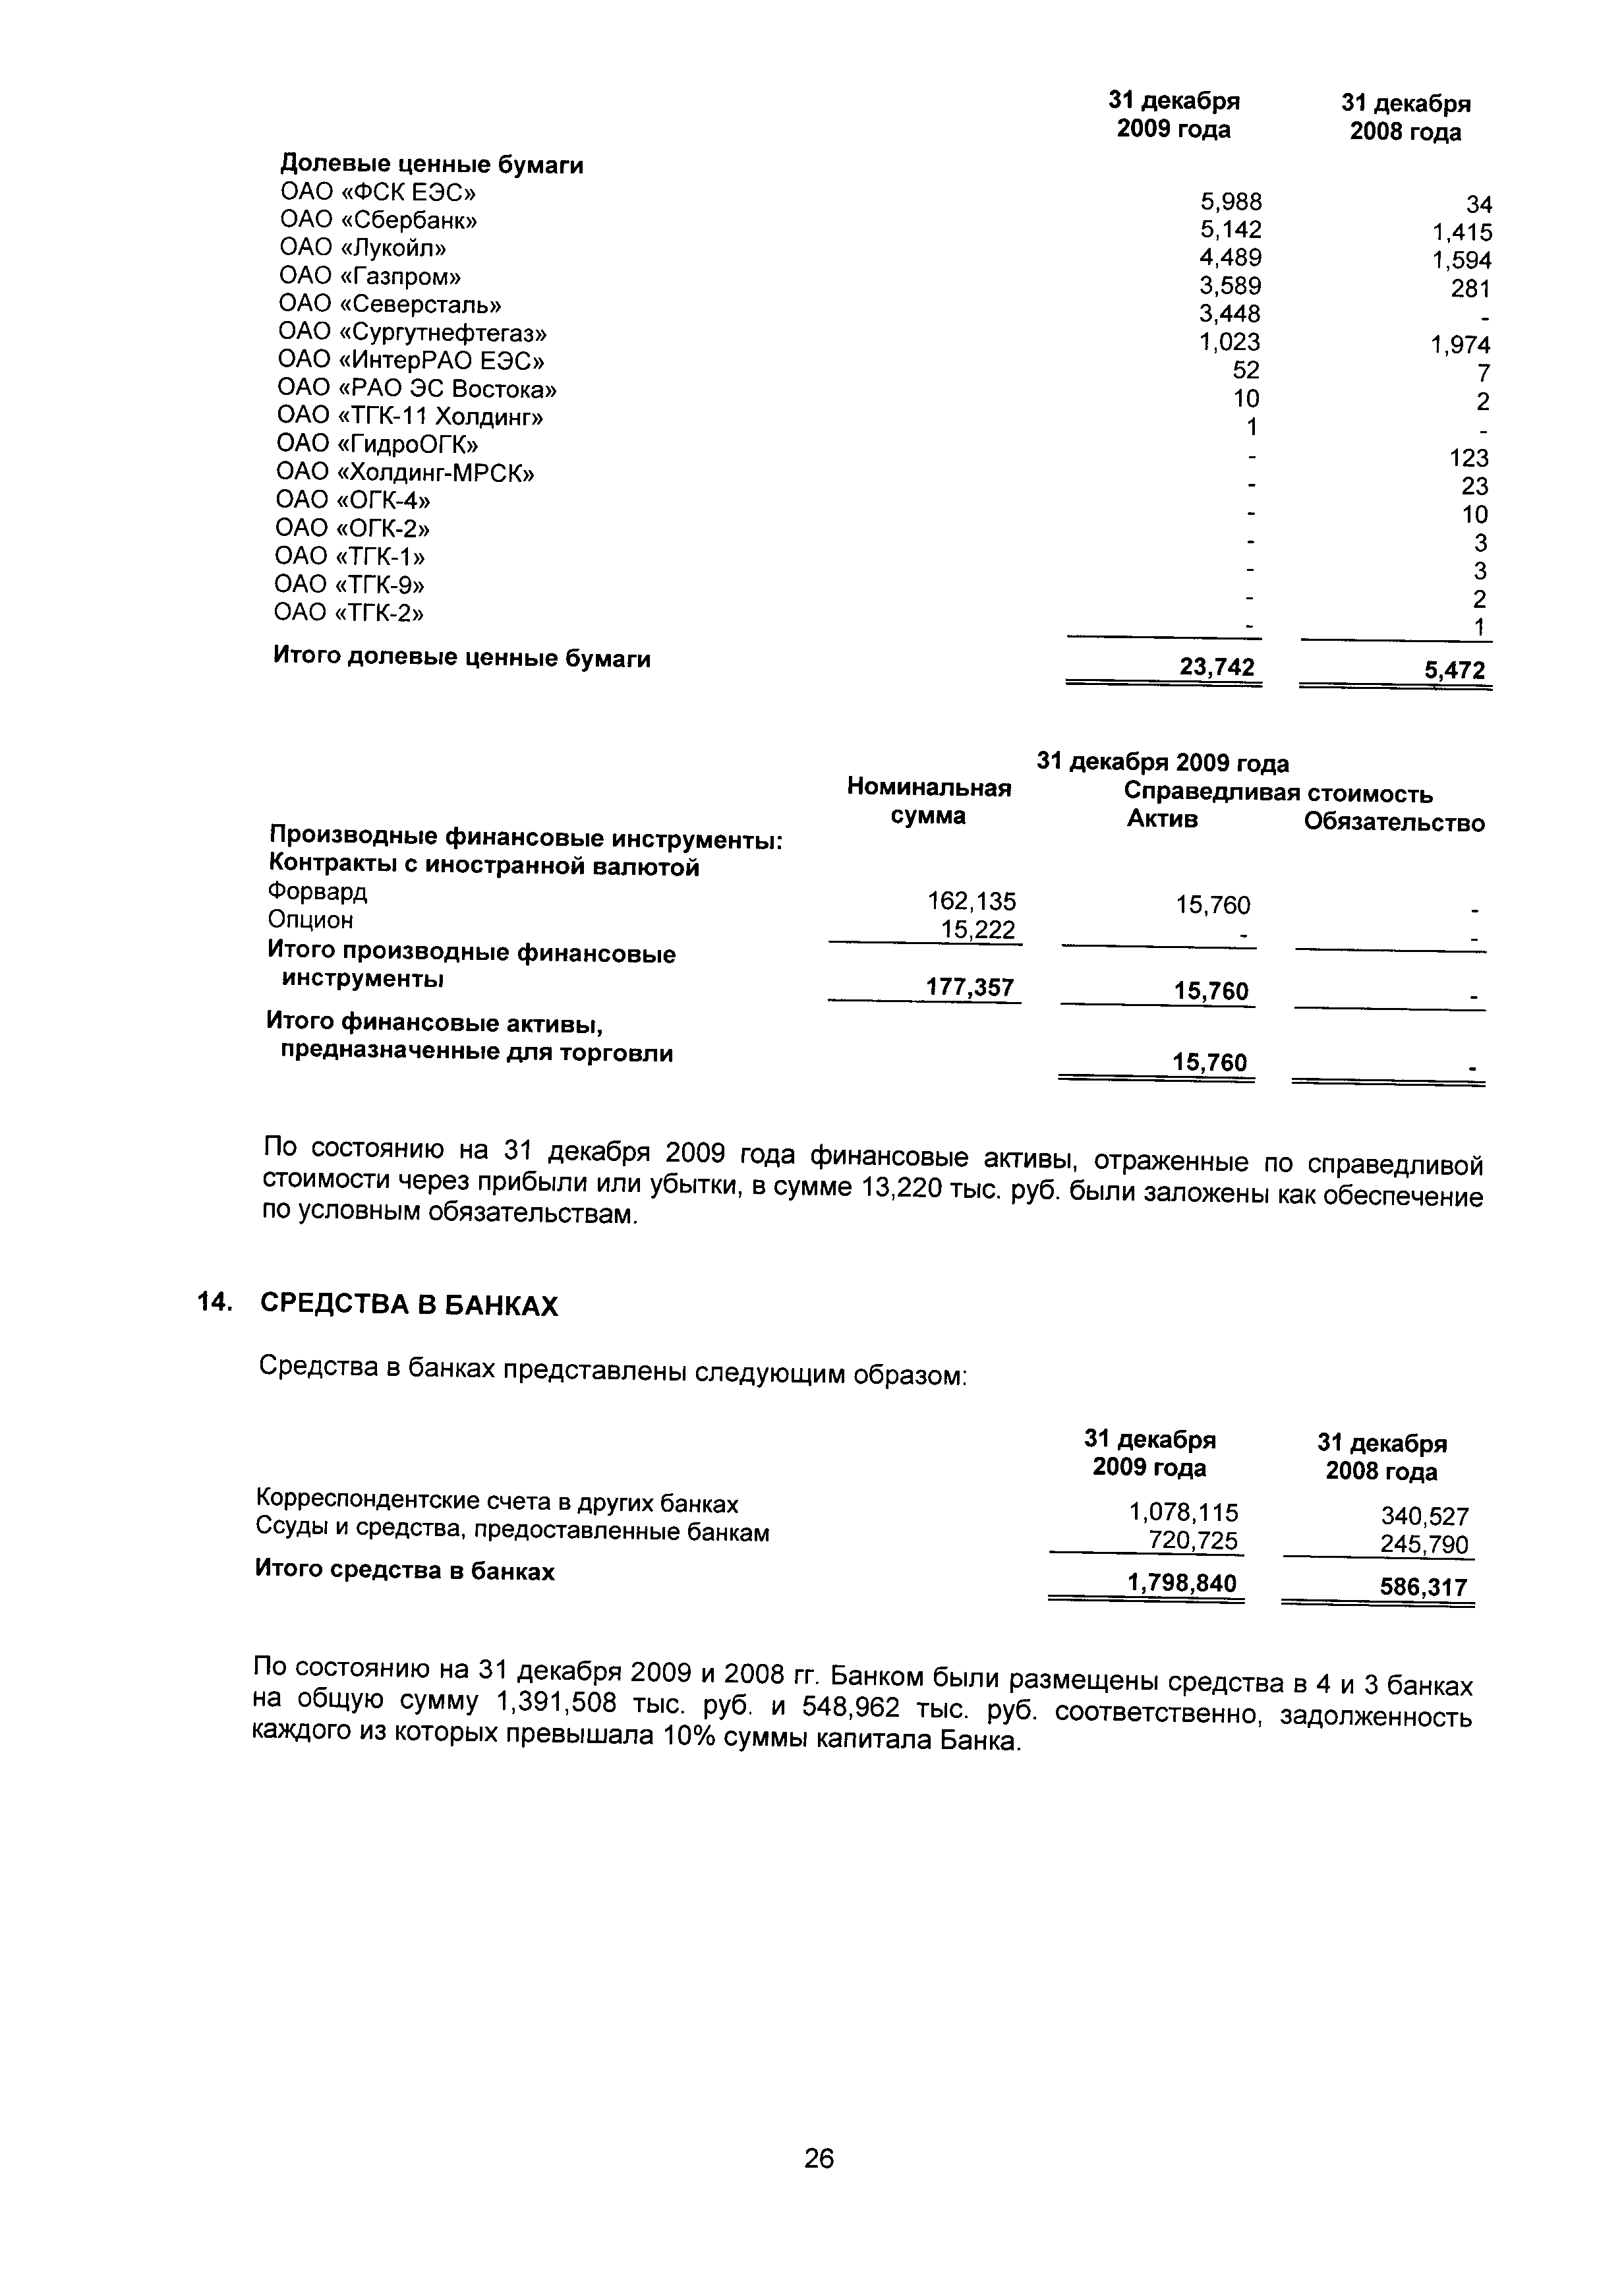 31 декабря 2009 года 31 декабря 2008 года
Долевые ценные бумаги
ОАО «ФСК ЕЭС» 5,988 34
ОАО «Сбербанк» 5,142 1,415
ОАО «Лукойл» 4,489 1,594
ОАО «Газпром» 3,589 281
ОАО «Северсталь» 3,448 -
ОАО «Сургутнефтегаз» 1,023 1,974
ОАО «ИнтерРАО ЕЭС» 52 7
ОАО «РАО ЭС Востока» 10 2
ОАО «ТГК-11 Холдинг» 1 -
ОАО «ГидроОГК» - 123
ОАО «Холдинг-МРСК» - 23
ОАО «ОГК-4» - 10
ОАО «ОГК-2» - 3
ОАО «ТГК-1» - 3
ОАО «ТГК-9» - 2
ОАО «ТГК-2» - 1
Итого долевые ценные бумаги 23,742 5,472
31 декабря 2009 года
Номинальная Справедливая стоимость
сумма Актив Обязательство
Производные финансовые инструменты:
Контракты с иностранной валютой
Форвард 162,135 15,760 -
Опцион 15,222 - -
Итого производные финансовые
инструменты 177,357 15,760 -
Итого финансовые активы,
предназначенные для торговли 15,760 -
По состоянию на 31 декабря 2009 года финансовые активы, отраженные по справедливой
стоимости через прибыли или убытки, в сумме 13,220 тыс. руб. были заложены как обеспечение
по условным обязательствам.
14. СРЕДСТВА В БАНКАХ
Средства в банках представлены следующим образом:
31 декабря 2009 года 31 декабря 2008 года
Корреспондентские счета в других банках 1,078,115 340,527
Ссуды и средства, предоставленные банкам 720,725 245,790
Итого средства в банках 1,798,840 586,317
По состоянию на 31 декабря 2009 и 2008 гг. Банком были размещены средства в 4 и 3 банках
на общую сумму 1,391,508 тыс. руб. и 548,962 тыс. руб. соответственно, задолженность
каждого из которых превышала 10% суммы капитала Банка.
26